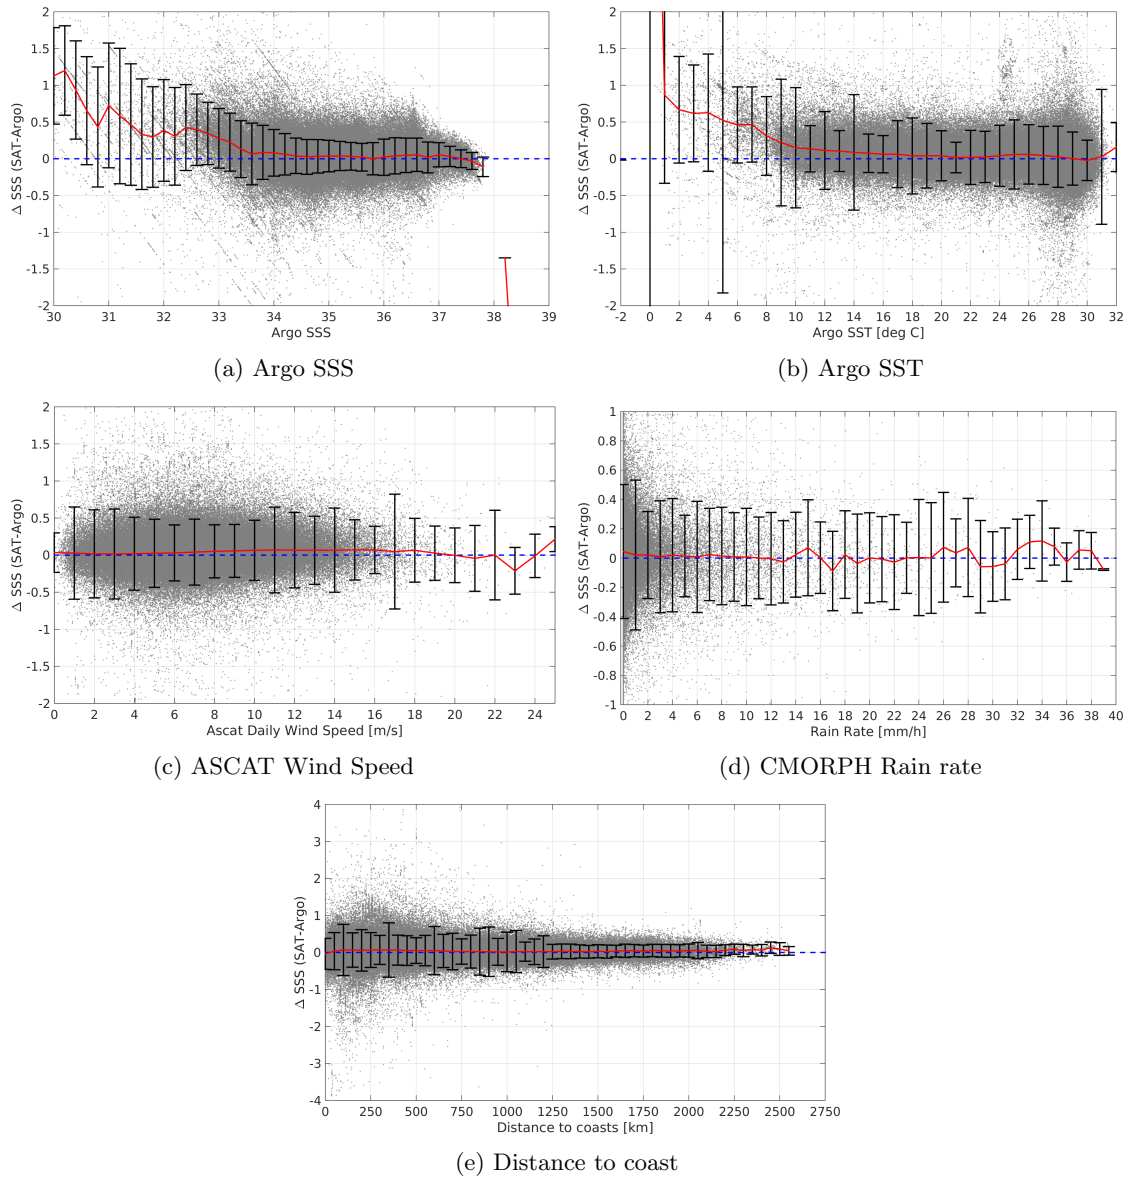 2
1.5
1
0.5
0
-0.5
-1
-1.5
-2
Δ SSS (SAT-Argo)
30 31 32 33 34 35 36 37 38 39
Argo SSS
(a) Argo SSS
2
1.5
1
0.5
0
-0.5
-1
-1.5
-2
Δ SSS (SAT-Argo)
-2 0 2 4 6 8 10 12 14 16 18 20 22 24 26 28 30 32
Argo SST [deg C]
(b) Argo SST
2
1.5
1
0.5
0
-0.5
-1
-1.5
-2
Δ SSS (SAT-Argo)
0 2 4 6 8 10 12 14 16 18 20 22 24
Ascat Daily Wind Speed [m/s]
(c) ASCAT Wind Speed
1
0.8
0.6
0.4
0.2
0
-0.2
-0.4
-0.6
-0.8
-1
Δ SSS (SAT-Argo)
0 2 4 6 8 10 12 14 16 18 20 22 24 26 28 30 32 34 36 38 40
Rain Rate [mm/h]
(d) CMORPH Rain rate
4
3
2
1
0
-1
-2
-3
-4
Δ SSS (SAT-Argo)
0 250 500 750 1000 1250 1500 1750 2000 2250 2500 2750
Distance to coasts [km]
(e) Distance to coast